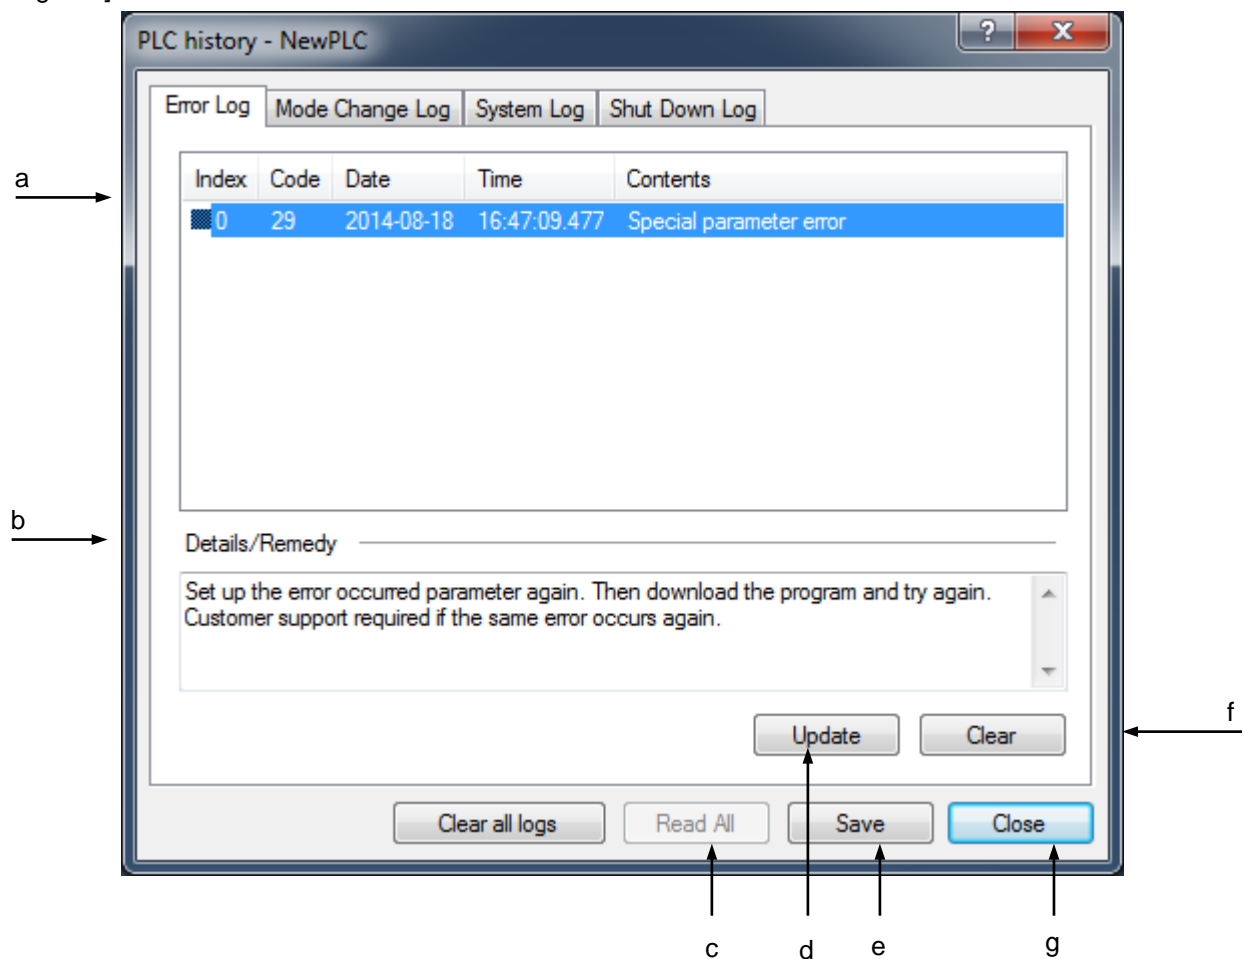 PLC history - NewPLC
?
x
Error Log Mode Change Log System Log Shut Down Log
a
Index Code Date Time Contents
0 29 2014-08-18 16:47:09.477 Special parameter error
b
Details/Remedy
Set up the error occurred parameter again. Then download the program and try again.
Customer support required if the same error occurs again.
Update Clear
f
Clear all logs Read All Save Close
c d e g